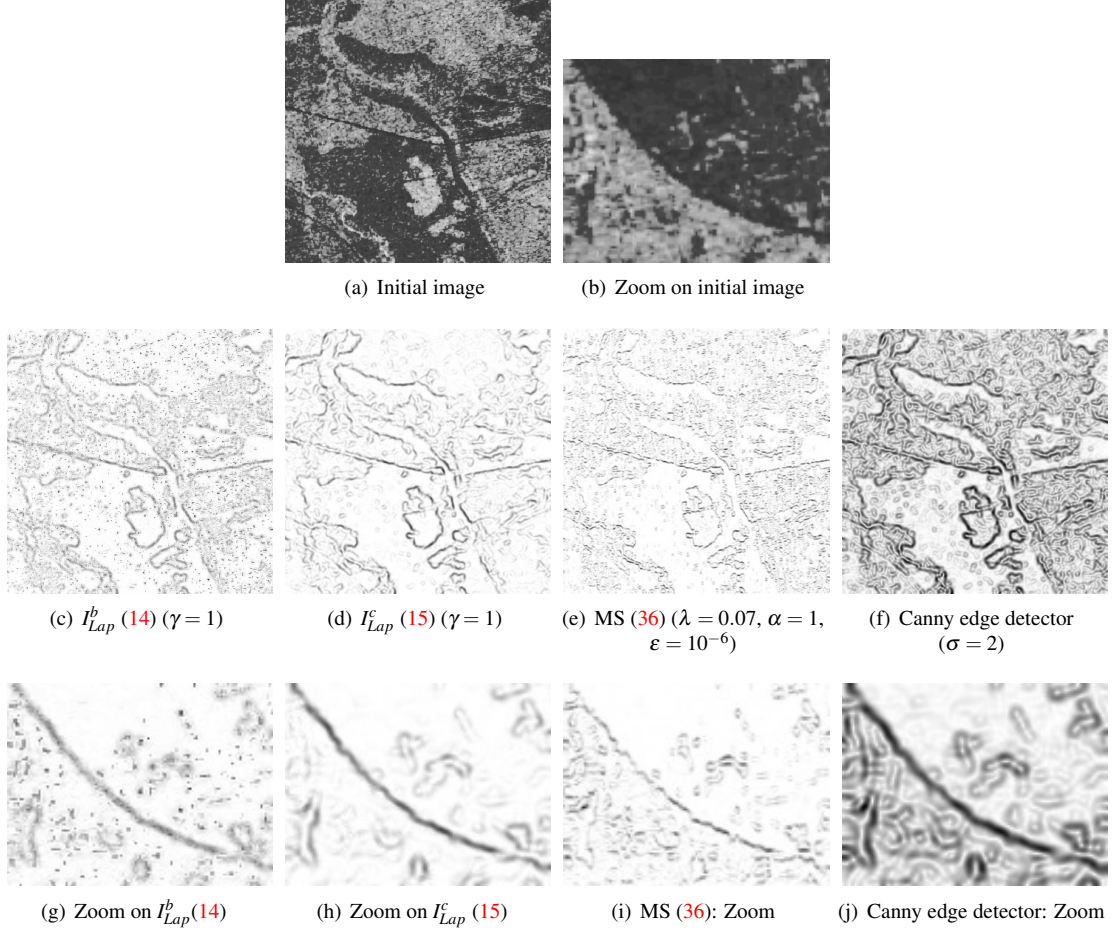 (a) Initial image
(b) Zoom on initial image
(c) I^b_Lap (14) (γ = 1)
(d) I^c_Lap (15) (γ = 1)
(e) MS (36) (λ = 0.07, α = 1,
ε = 10^−6)
(f) Canny edge detector
(σ = 2)
(g) Zoom on I^b_Lap(14)
(h) Zoom on I^c_Lap (15)
(i) MS (36): Zoom
(j) Canny edge detector: Zoom